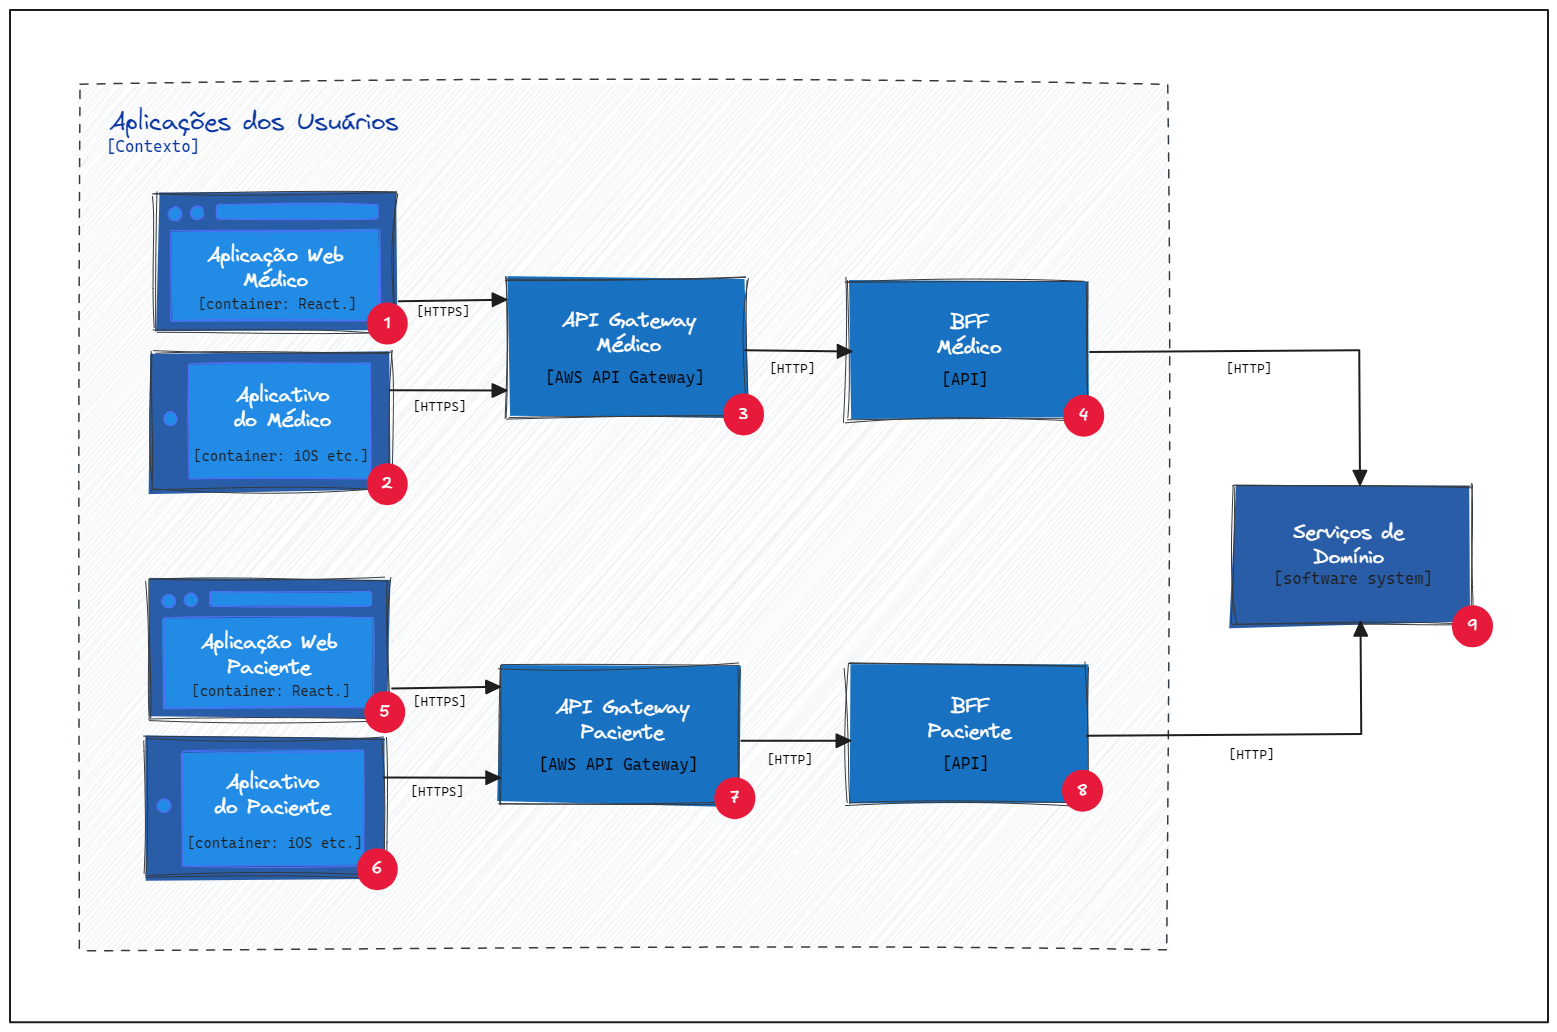 Aplicações dos Usuários
[Contexto]
Aplicação Web
Médico
[container: React.]
1
[HTTPS]
Aplicativo
do Médico
[container: iOS etc.]
2
[HTTPS]
API Gateway
Médico
[AWS API Gateway]
3
[HTTP]
BFF
Médico
[API]
4
[HTTP]
Aplicação Web
Paciente
[container: React.]
5
[HTTPS]
Aplicativo
do Paciente
[container: iOS etc.]
6
[HTTPS]
API Gateway
Paciente
[AWS API Gateway]
7
[HTTP]
BFF
Paciente
[API]
8
[HTTP]
Serviços de
Domínio
[software system]
9